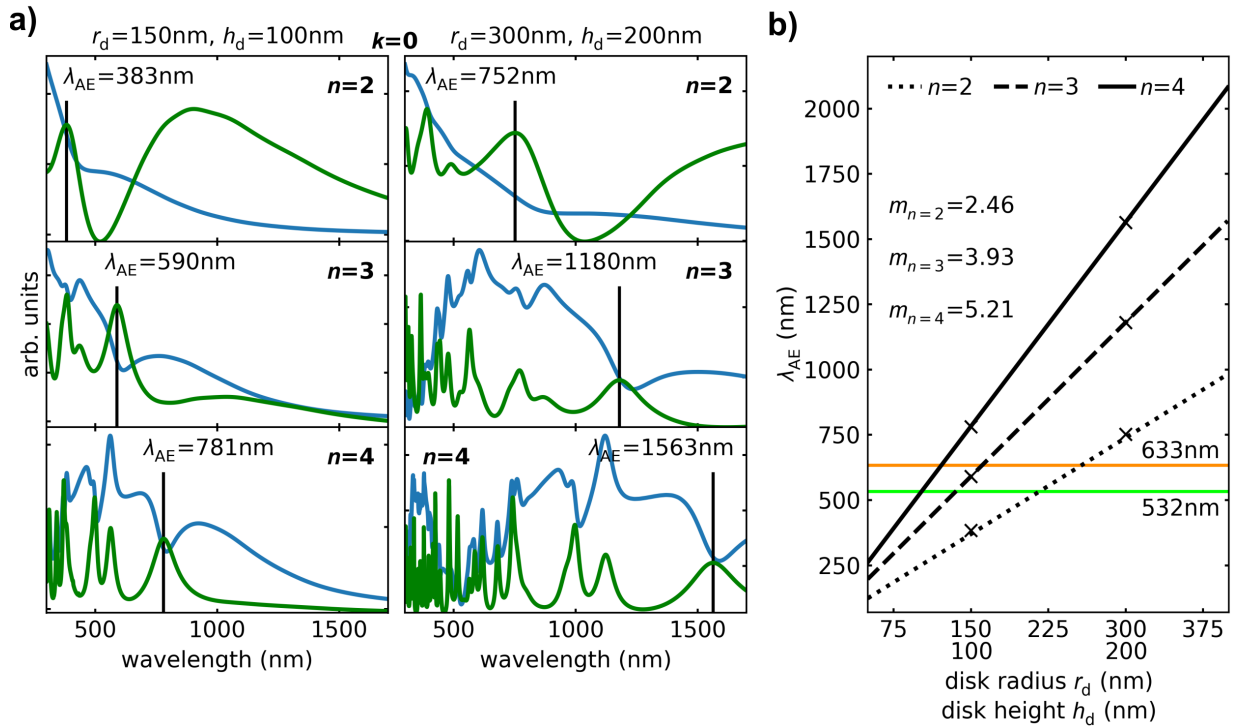 a)
r_d=150nm, h_d=100nm
k=0
r_d=300nm, h_d=200nm
λ_AE=383nm
n=2
λ_AE=752nm
n=2
λ_AE=590nm
n=3
λ_AE=1180nm
n=3
λ_AE=781nm
n=4
n=4
λ_AE=1563nm
arb. units
500 1000 1500
wavelength (nm)
500 1000 1500
wavelength (nm)
b)
n=2 n=3 n=4
m_n=2=2.46
m_n=3=3.93
m_n=4=5.21
633nm
532nm
λ_AE (nm)
2000
1750
1500
1250
1000
750
500
250
75 150 225 300 375
100 200
disk radius r_d (nm)
disk height h_d (nm)